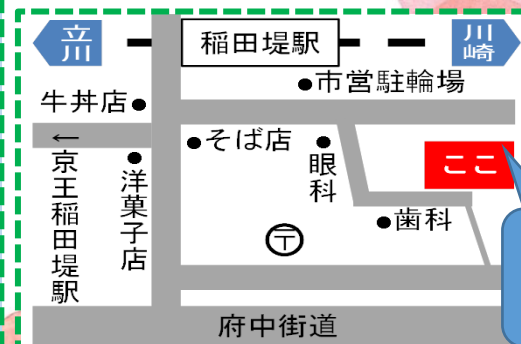 立川
稲田堤駅
川崎
●市営駐輪場
牛丼店●
●そば店
●
眼科
ここ
←京王稲田堤駅
●
洋菓子店
●歯科
〒
府中街道